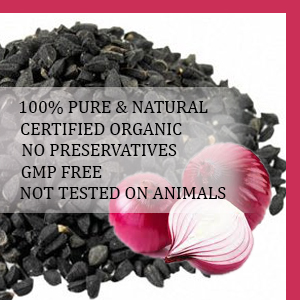 100% PURE & NATURAL
CERTIFIED ORGANIC
NO PRESERVATIVES
GMP FREE
NOT TESTED ON ANIMALS